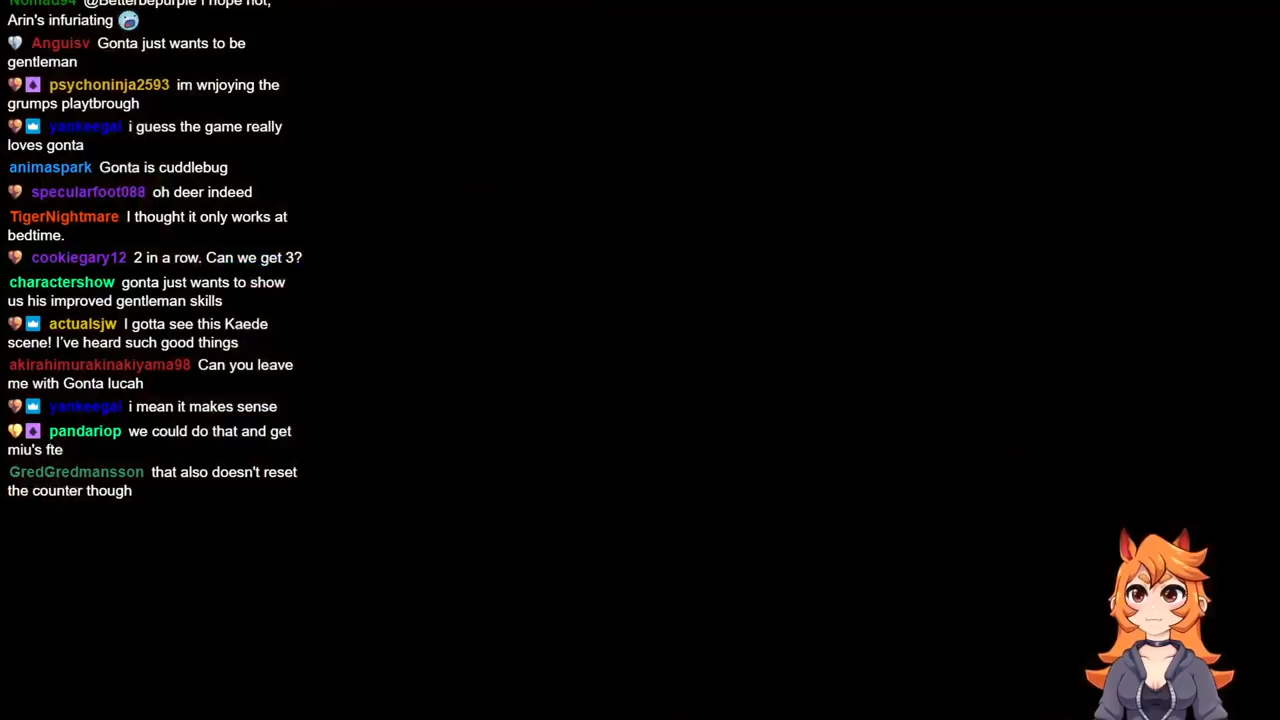 Nomad94 @Betterbepurple I hope not,
Arin's infuriating
Anguisv Gonta just wants to be
gentleman
psychoninja2593 im wnjoying the
grumps playtbrough
yankeegai i guess the game really
loves gonta
animaspark Gonta is cuddlebug
specularfoot088 oh deer indeed
TigerNightmare I thought it only works at
bedtime.
cookiegary12 2 in a row. Can we get 3?
charactershow gonta just wants to show
us his improved gentleman skills
actualsjw I gotta see this Kaede
scene! I've heard such good things
akirahimurakinakiyama98 Can you leave
me with Gonta lucah
yankeegai i mean it makes sense
pandariop we could do that and get
miu's fte
GredGredmansson that also doesn't reset
the counter though